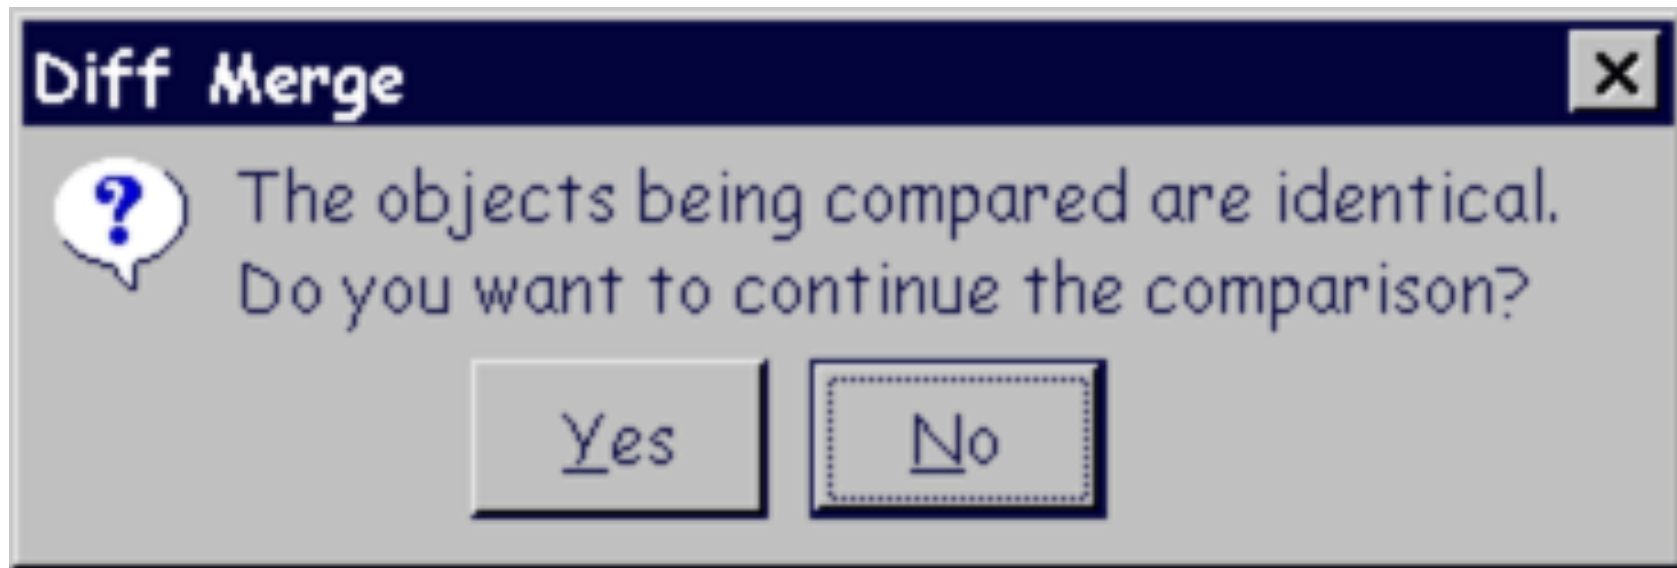 Diff Merge
The objects being compared are identical.
Do you want to continue the comparison?
Yes No